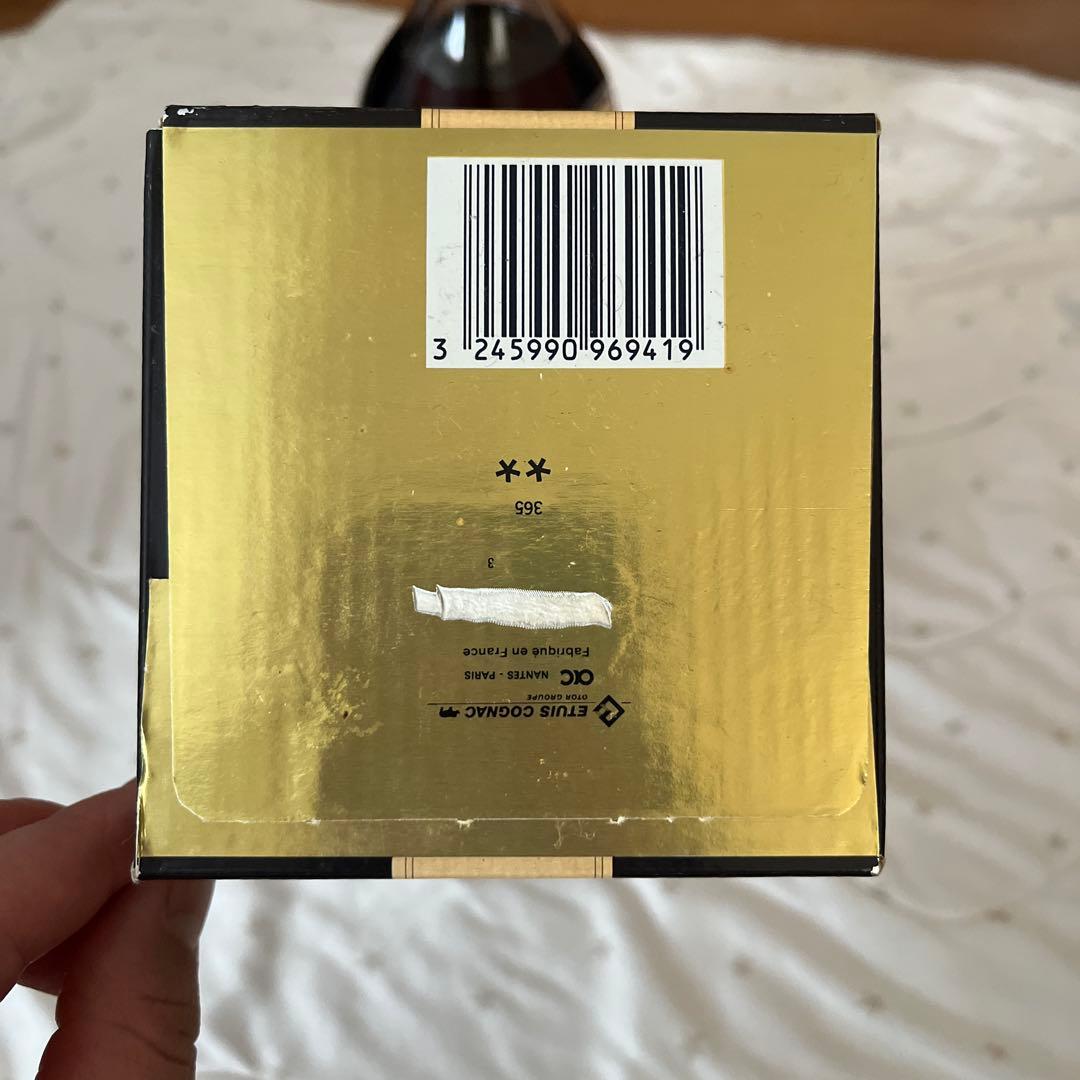 3 245990 969419
**
365
3
Fabriqué en France
NANTES - PARIS
OTOR GROUPE
ETUIS COGNAC